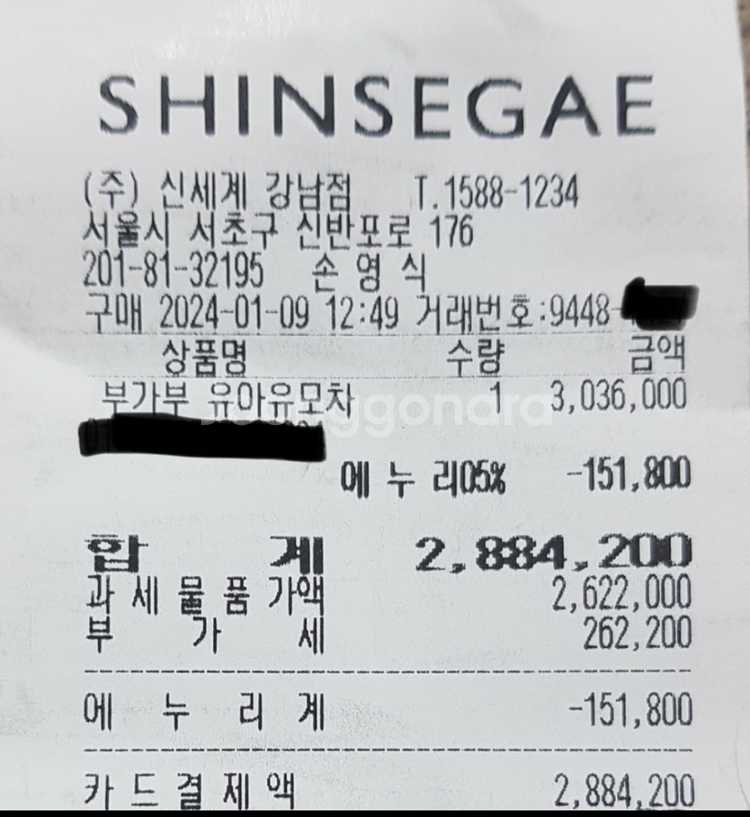 SHINSEGAE
(주) 신세계 강남점 T.1588-1234
서울시 서초구 신반포로 176
201-81-32195 손 영 식
구매 2024-01-09 12:49 거래번호:9448-
상품명 수량 금액
부가부 유아유모차 1 3,036,000
에 누 리05% -151,800
합 계 2,884,200
과 세 물 품 가액 2,622,000
부 가 세 262,200
에 누 리 계 -151,800
카 드 결 제 액 2,884,200